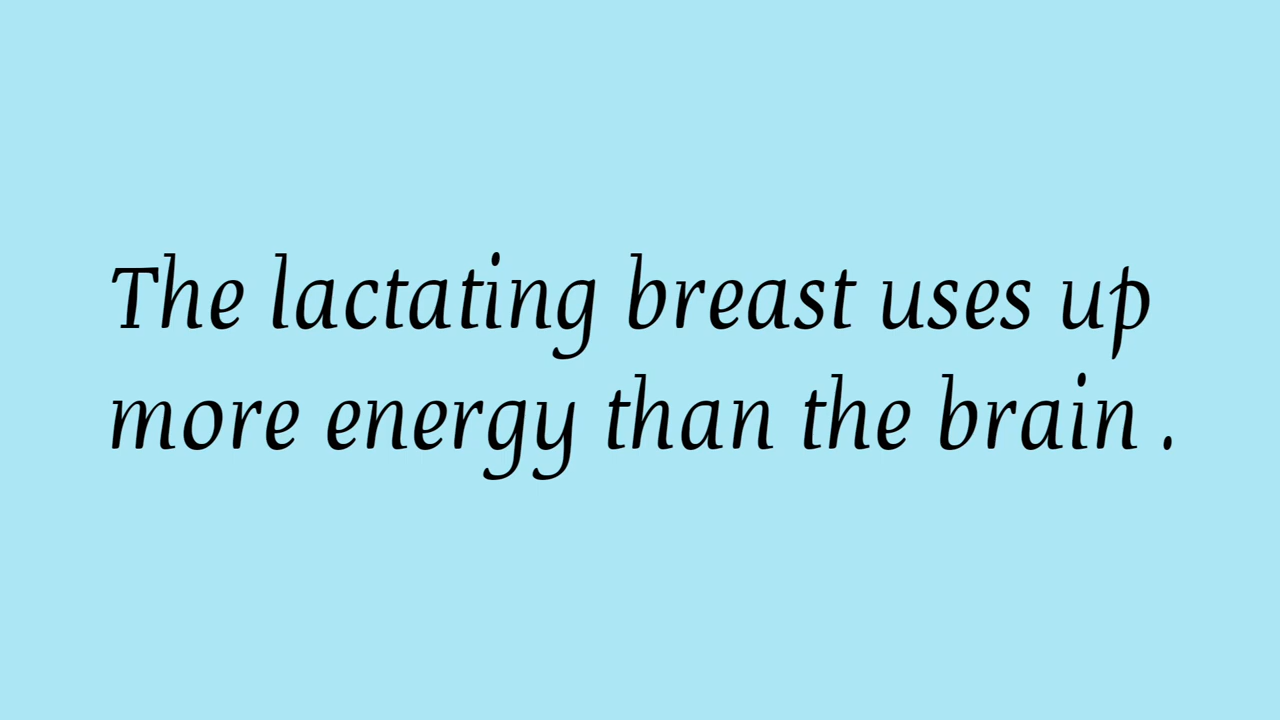 The lactating breast uses up
more energy than the brain .